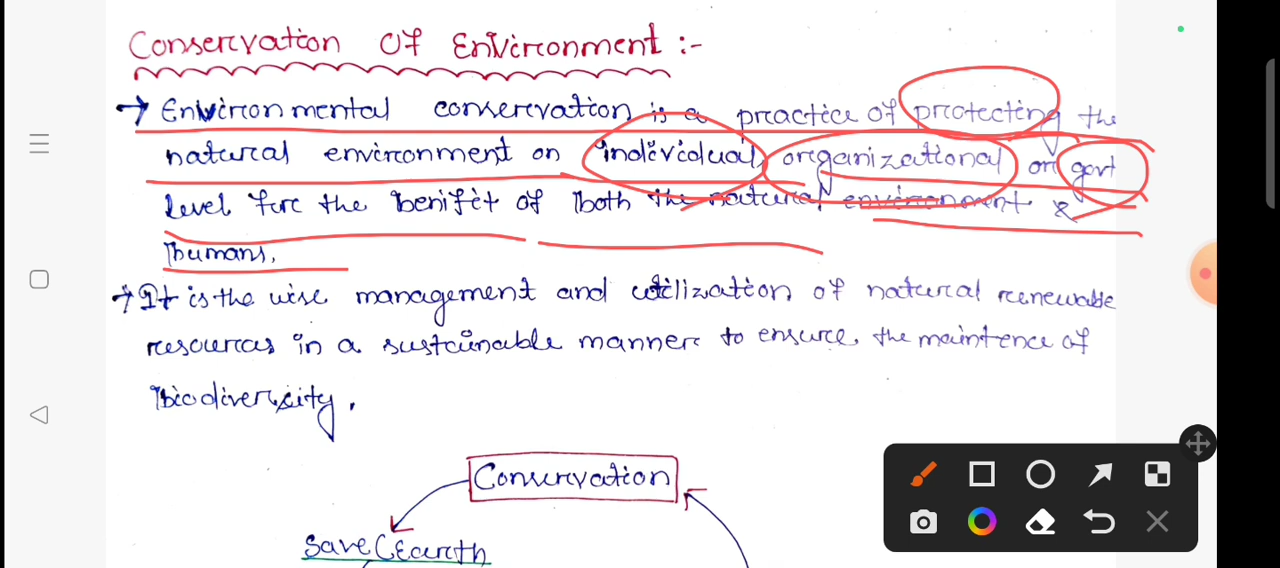 Conservation Of Environment :-
→ Environmental conservation is a practice of protecting the
natural environment on individual, organizational or govt
level for the benifit of both the natural environment &
humans.
→ It is the wise management and utilization of natural renewable
resources in a sustainable manner to ensure the maintence of
biodiversity.
Conservation
Save Earth